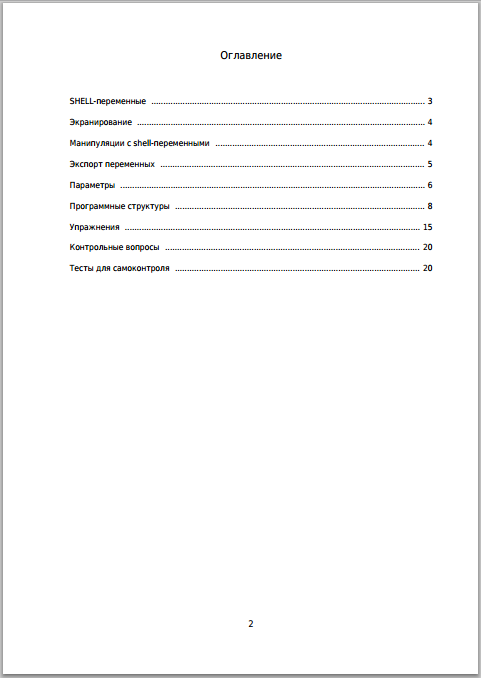 Оглавление
SHELL-переменные ........................ 3
Экранирование ........................ 4
Манипуляции с shell-переменными ........................ 4
Экспорт переменных ........................ 5
Параметры ........................ 6
Программные структуры ........................ 8
Упражнения ........................ 15
Контрольные вопросы ........................ 20
Тесты для самоконтроля ........................ 20
2